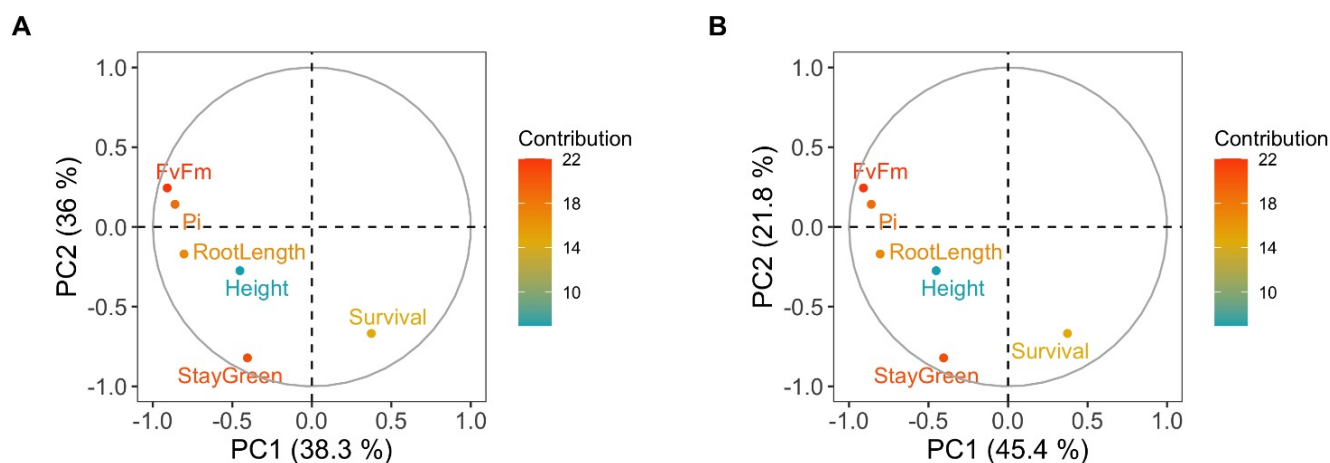 A
PC2 (36 %)
1.0
0.5
0.0
-0.5
-1.0
FvFm
Pi
RootLength
Height
Survival
StayGreen
-1.0 -0.5 0.0 0.5 1.0
PC1 (38.3 %)
Contribution
22
18
14
10
B
PC2 (21.8 %)
1.0
0.5
0.0
-0.5
-1.0
FvFm
Pi
RootLength
Height
Survival
StayGreen
-1.0 -0.5 0.0 0.5 1.0
PC1 (45.4 %)
Contribution
22
18
14
10